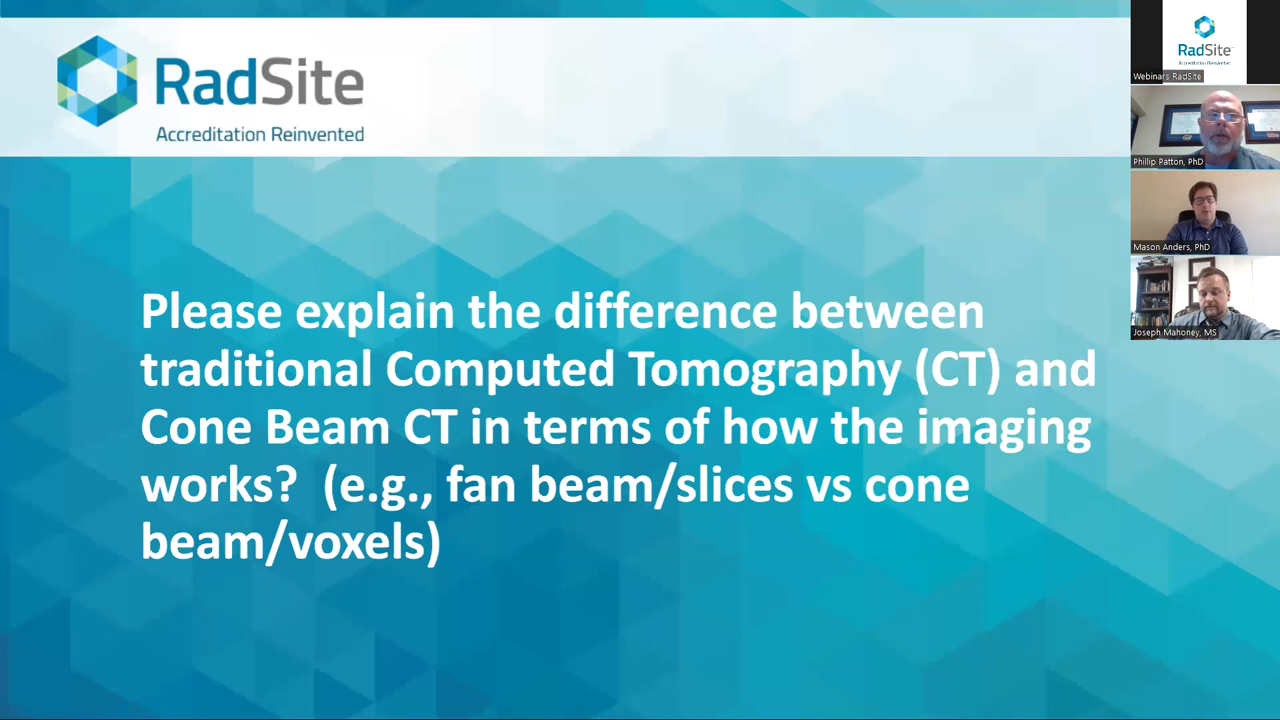 RadSite
Accreditation Reinvented
Please explain the difference between
traditional Computed Tomography (CT) and
Cone Beam CT in terms of how the imaging
works?  (e.g., fan beam/slices vs cone
beam/voxels)
RadSite
Accreditation Reinvented
Webinars RadSite
Phillip Patton, PhD
Mason Anders, PhD
Joseph Mahoney, MS